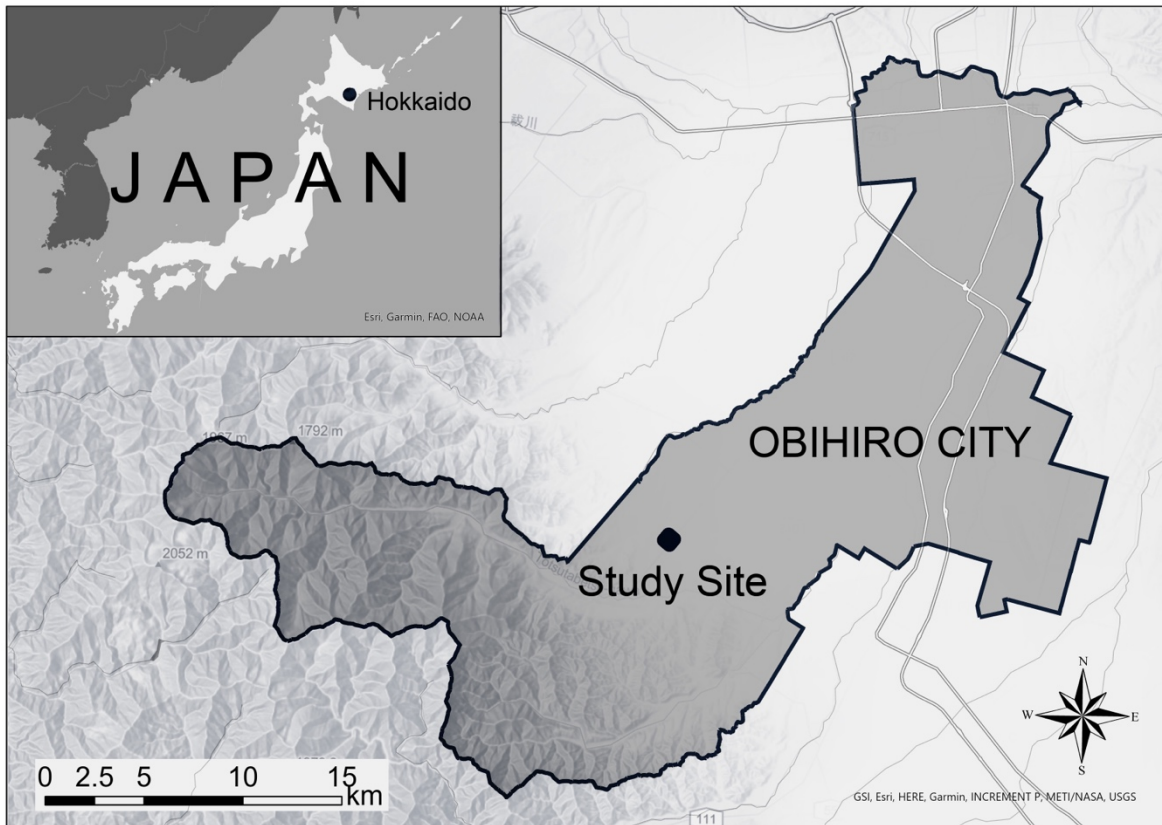 Hokkaido
JAPAN
Esri, Garmin, FAO, NOAA
1792 m
OBIHIRO CITY
2052 m
Study Site
N
W E
S
0 2.5 5 10 15
km
GSI, Esri, HERE, Garmin, INCREMENT P, METI/NASA, USGS
111